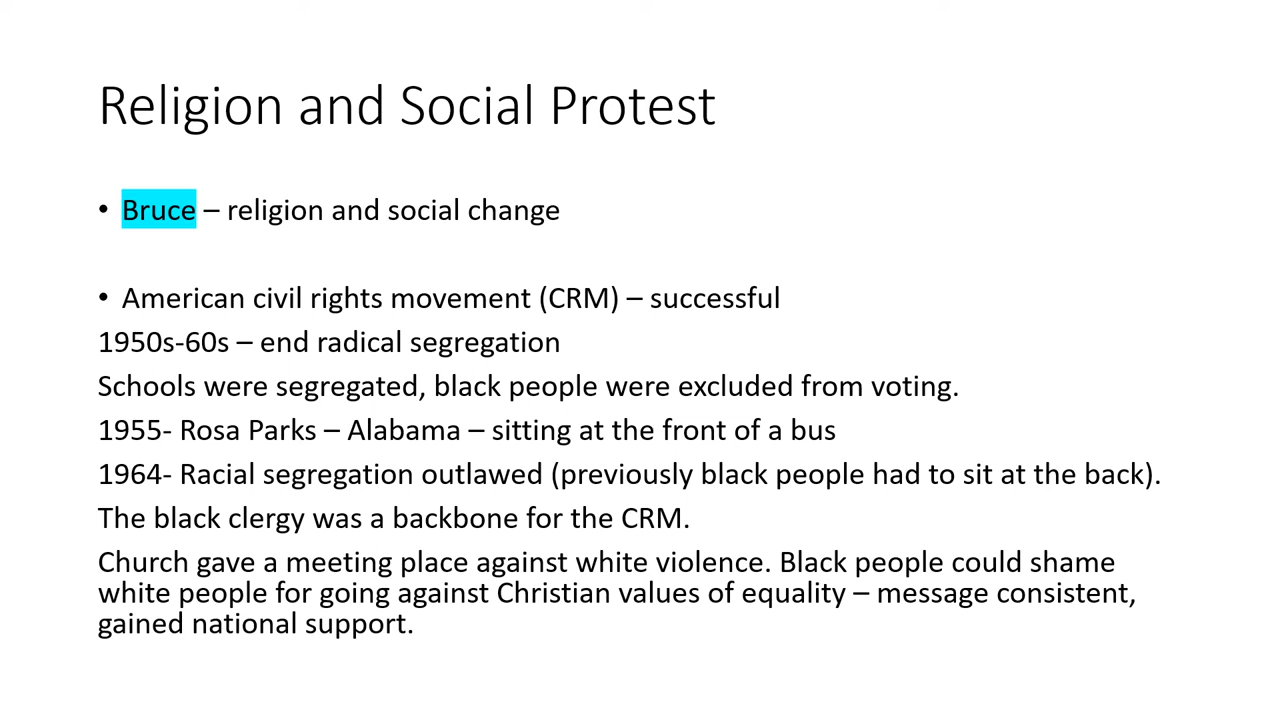 Religion and Social Protest
• Bruce – religion and social change
• American civil rights movement (CRM) – successful
1950s-60s – end radical segregation
Schools were segregated, black people were excluded from voting.
1955- Rosa Parks – Alabama – sitting at the front of a bus
1964- Racial segregation outlawed (previously black people had to sit at the back).
The black clergy was a backbone for the CRM.
Church gave a meeting place against white violence. Black people could shame
white people for going against Christian values of equality – message consistent,
gained national support.